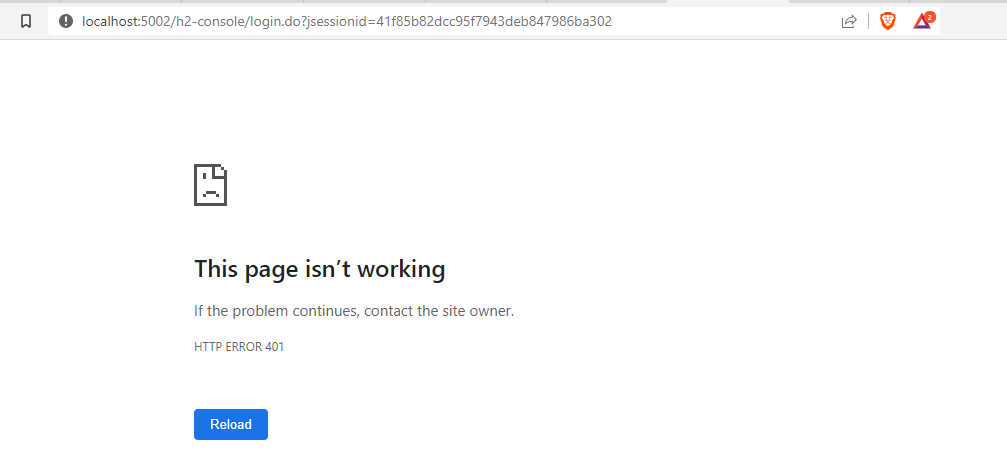 localhost:5002/h2-console/login.do?jsessionid=41f85b82dcc95f7943deb847986ba302
2
This page isn’t working
If the problem continues, contact the site owner.
HTTP ERROR 401
Reload